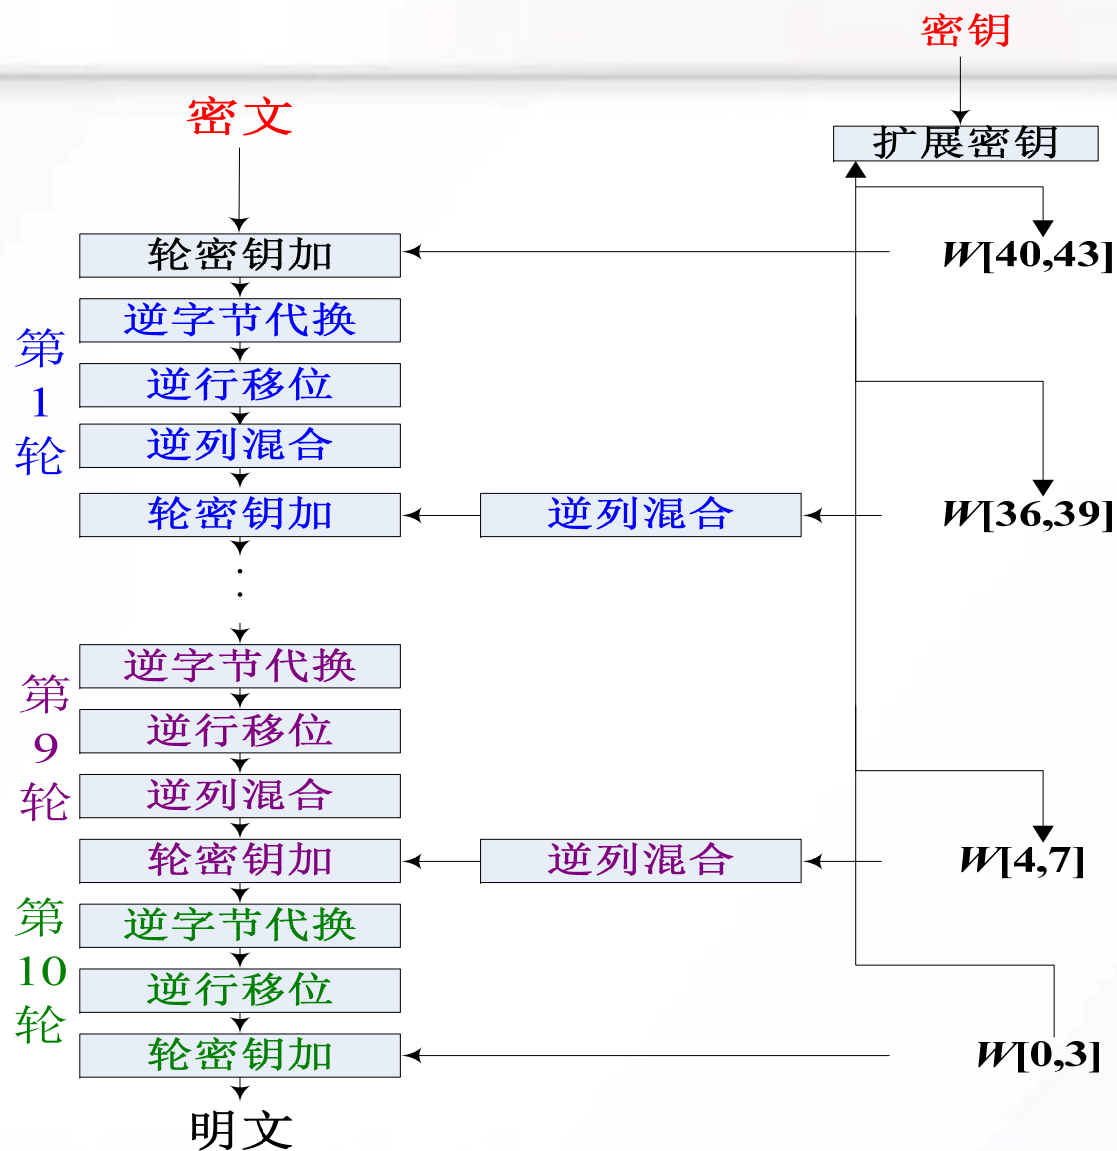 密钥
密文
扩展密钥
轮密钥加
W[40,43]
逆字节代换
第1轮
逆行移位
逆列混合
轮密钥加
逆列混合
W[36,39]
逆字节代换
第9轮
逆行移位
逆列混合
轮密钥加
逆列混合
W[4,7]
逆字节代换
第10轮
逆行移位
轮密钥加
W[0,3]
明文